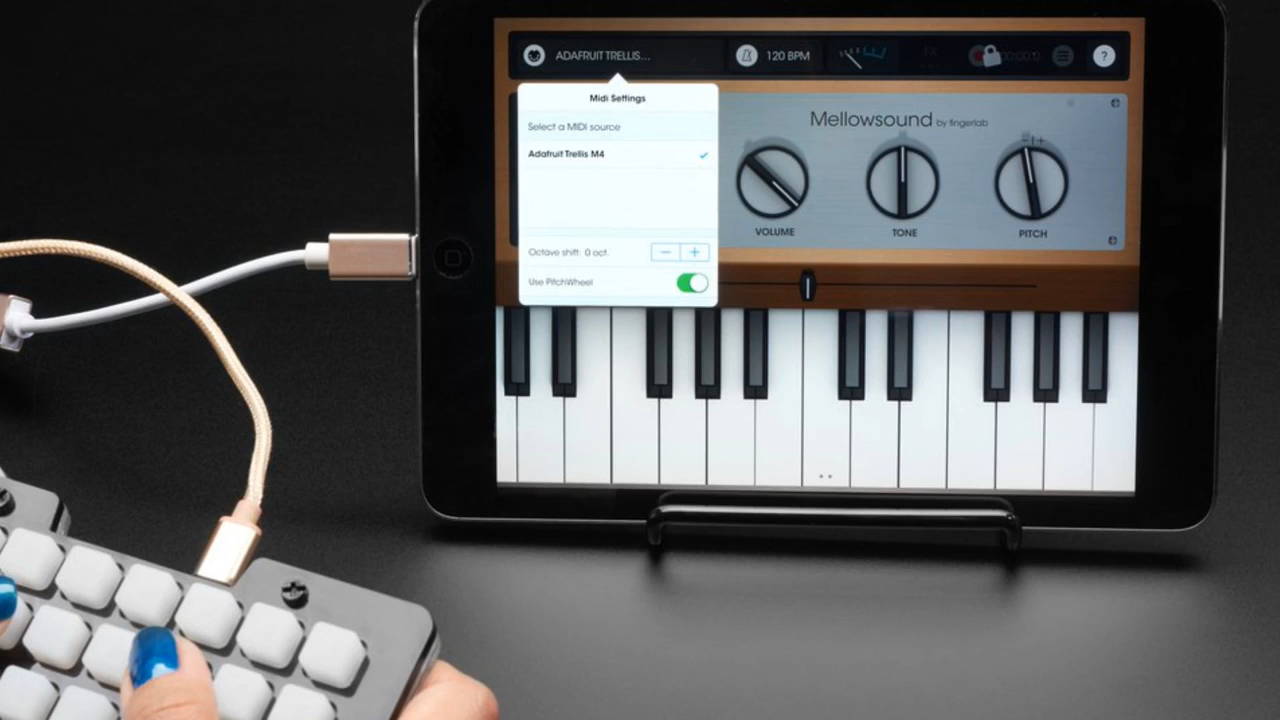 ADAFRUIT TRELLIS...
120 BPM
FX
?
Midi Settings
Select a MIDI source
Adafruit Trellis M4
Octave shift: 0 oct.
− +
Use PitchWheel
Mellowsound by fingerlab
− I +
VOLUME
TONE
PITCH